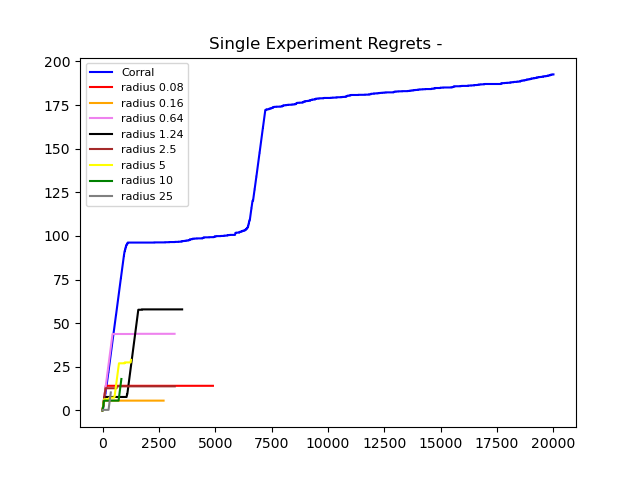 Single Experiment Regrets -
200
175
150
125
100
75
50
25
0
Corral
radius 0.08
radius 0.16
radius 0.64
radius 1.24
radius 2.5
radius 5
radius 10
radius 25
0 2500 5000 7500 10000 12500 15000 17500 20000